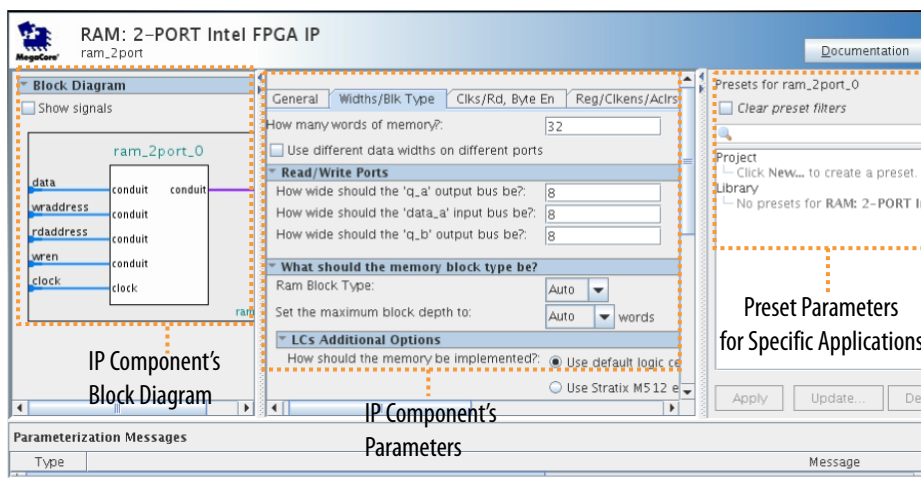 RAM: 2-PORT Intel FPGA IP
ram_2port
MegaCore'
Documentation
Block Diagram
Show signals
ram_2port_0
data
conduit
conduit
wraddress
conduit
rdaddress
conduit
wren
conduit
clock
clock
ram
IP Component's
Block Diagram
General
Widths/Blk Type
Clks/Rd, Byte En
Reg/Clkens/Aclrs
How many words of memory?:
32
Use different data widths on different ports
Read/Write Ports
How wide should the 'q_a' output bus be?:
8
How wide should the 'data_a' input bus be?:
8
How wide should the 'q_b' output bus be?:
8
What should the memory block type be?
Ram Block Type:
Auto
Set the maximum block depth to:
Auto
words
LCs Additional Options
How should the memory be implemented?:
Use default logic ce
Use Stratix M512 e
IP Component's
Parameters
Presets for ram_2port_0
Clear preset filters
Project
Click New... to create a preset.
Library
No presets for RAM: 2-PORT I
Preset Parameters
for Specific Applications
Apply
Update...
De
Parameterization Messages
Type
Message